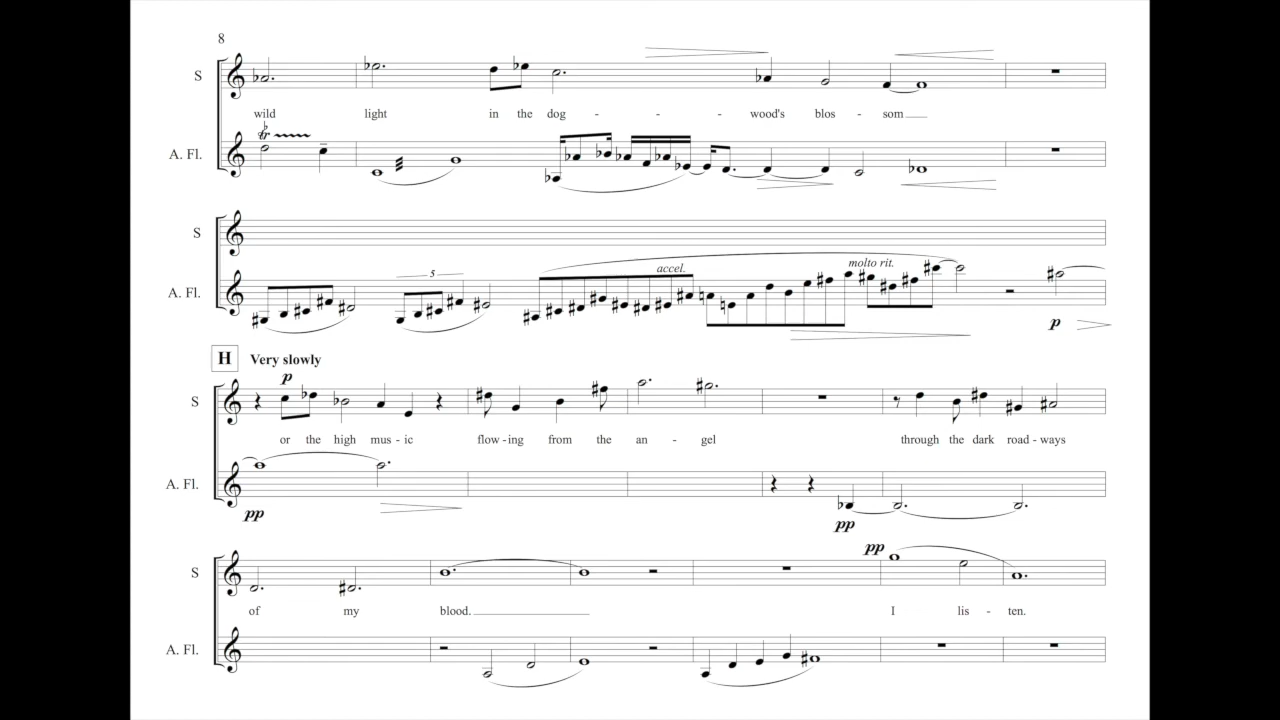 8
S
wild light in the dog - - - wood's blos - som
A. Fl.
S
5
accel.
molto rit.
A. Fl.
p
H Very slowly
p
S
or the high mus - ic flow - ing from the an - gel through the dark road - ways
A. Fl.
pp
pp
pp
S
of my blood. I lis - ten.
A. Fl.